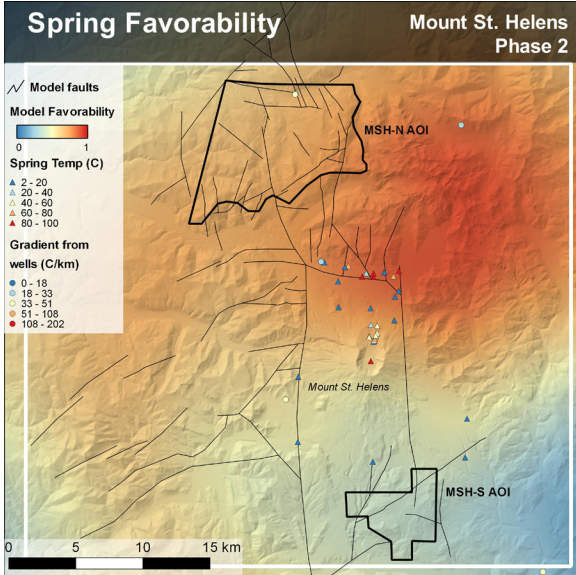 Spring Favorability
Mount St. Helens
Phase 2
Model faults
Model Favorability
0 1
Spring Temp (C)
2 - 20
20 - 40
40 - 60
60 - 80
80 - 100
Gradient from
wells (C/km)
0 - 18
18 - 33
33 - 51
51 - 108
108 - 202
MSH-N AOI
Mount St. Helens
MSH-S AOI
0 5 10 15 km